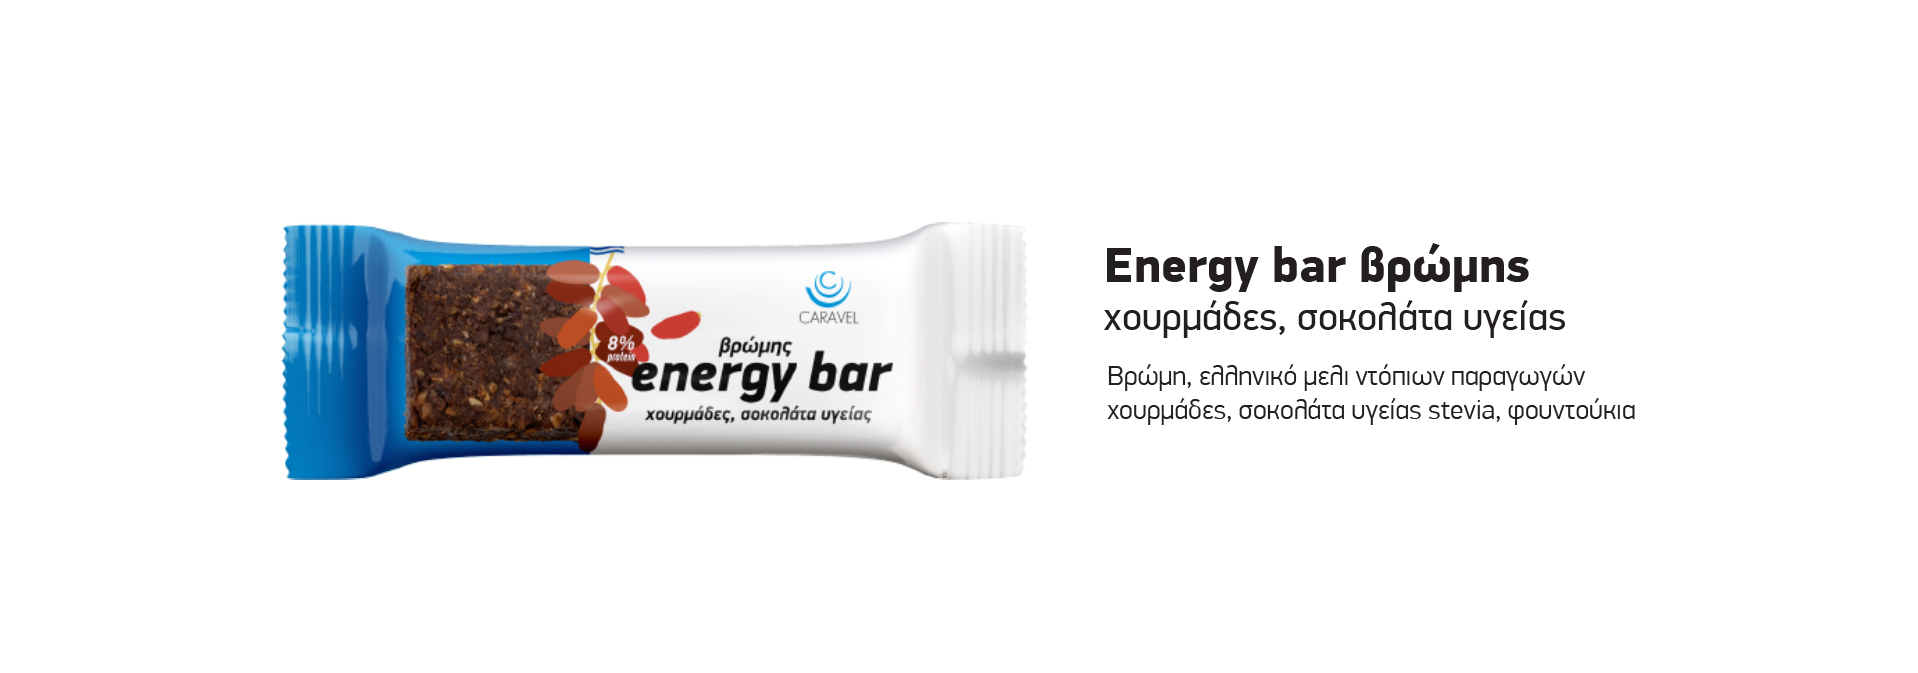 CARAVEL
8%
protein
βρώμης
energy bar
χουρμάδες, σοκολάτα υγείας
Energy bar βρώμης
χουρμάδες, σοκολάτα υγείας
Βρώμη, ελληνικό μελι ντόπιων παραγωγών
χουρμάδες, σοκολάτα υγείας stevia, φουντούκια